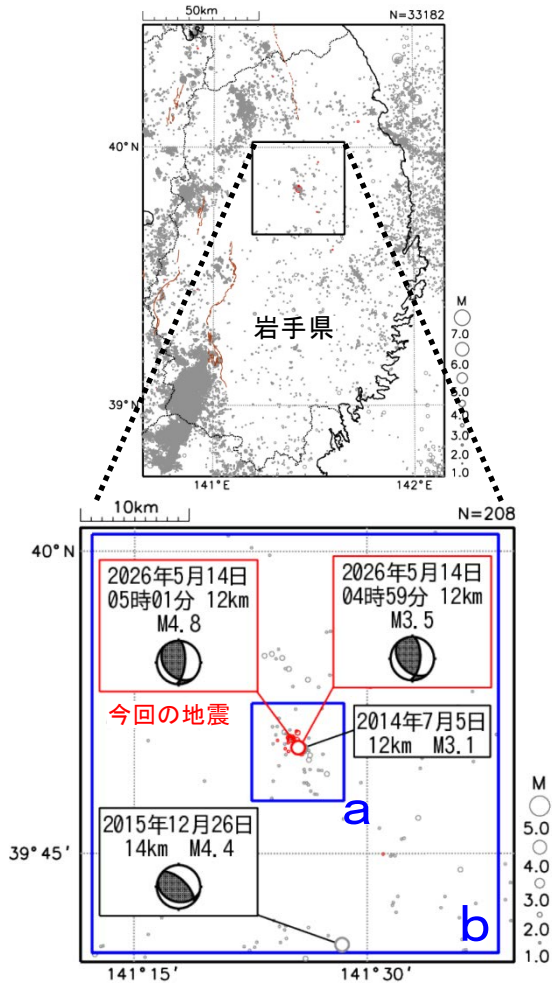 50km
N=33182
40°N
岩手県
M
7.0
6.0
5.0
4.0
3.0
2.0
1.0
39°N
141°E
142°E
10km
N=208
40°N
2026年5月14日
05時01分 12km
M4.8
2026年5月14日
04時59分 12km
M3.5
今回の地震
2014年7月5日
12km M3.1
a
2015年12月26日
14km M4.4
39°45′
b
M
5.0
4.0
3.0
2.0
1.0
141°15′
141°30′